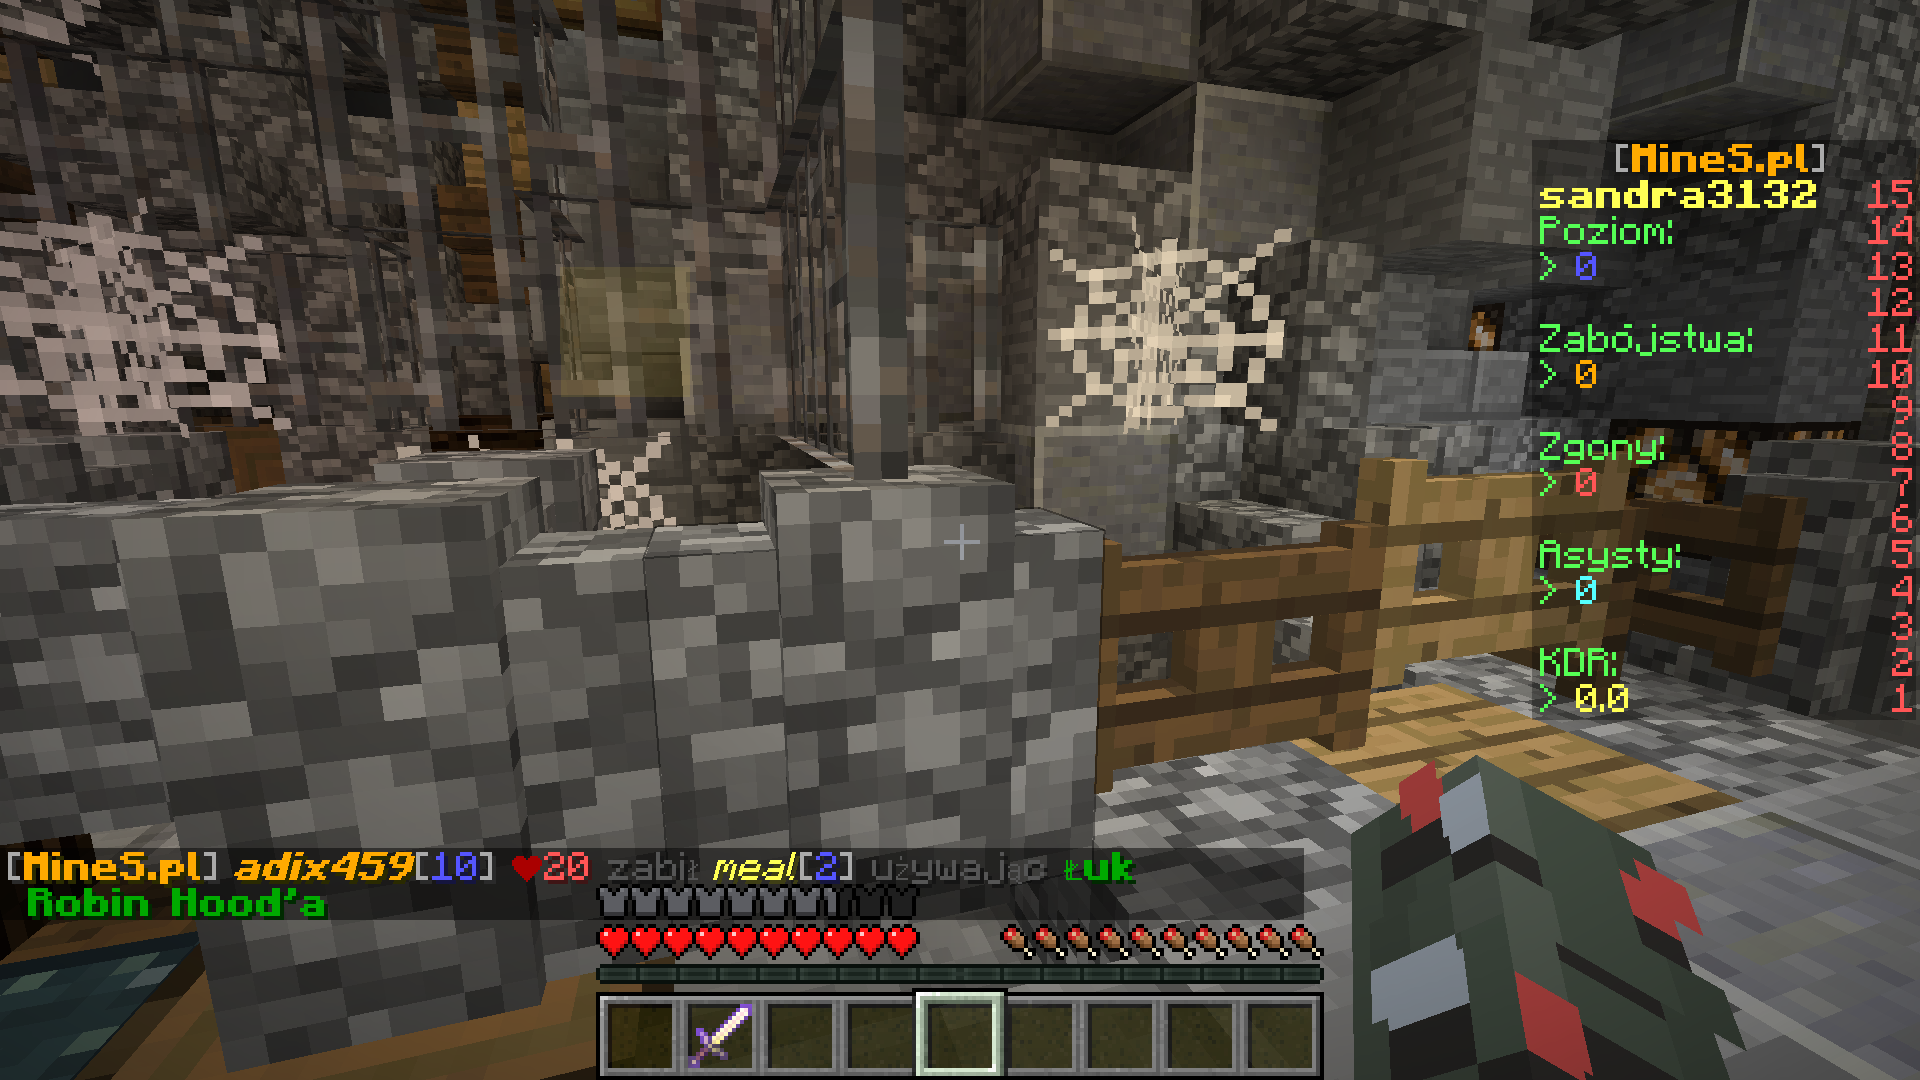 [MineS.pl]
sandra3132 15
Poziom: 14
> 0 13
12
Zabójstwa: 11
> 0 10
9
Zgony: 8
> 0 7
6
Asysty: 5
> 0 4
3
KDR: 2
> 0.0 1
[MineS.pl] adix459[10] ❤20 zabił meal[2] używając Łuk
Robin Hood'a